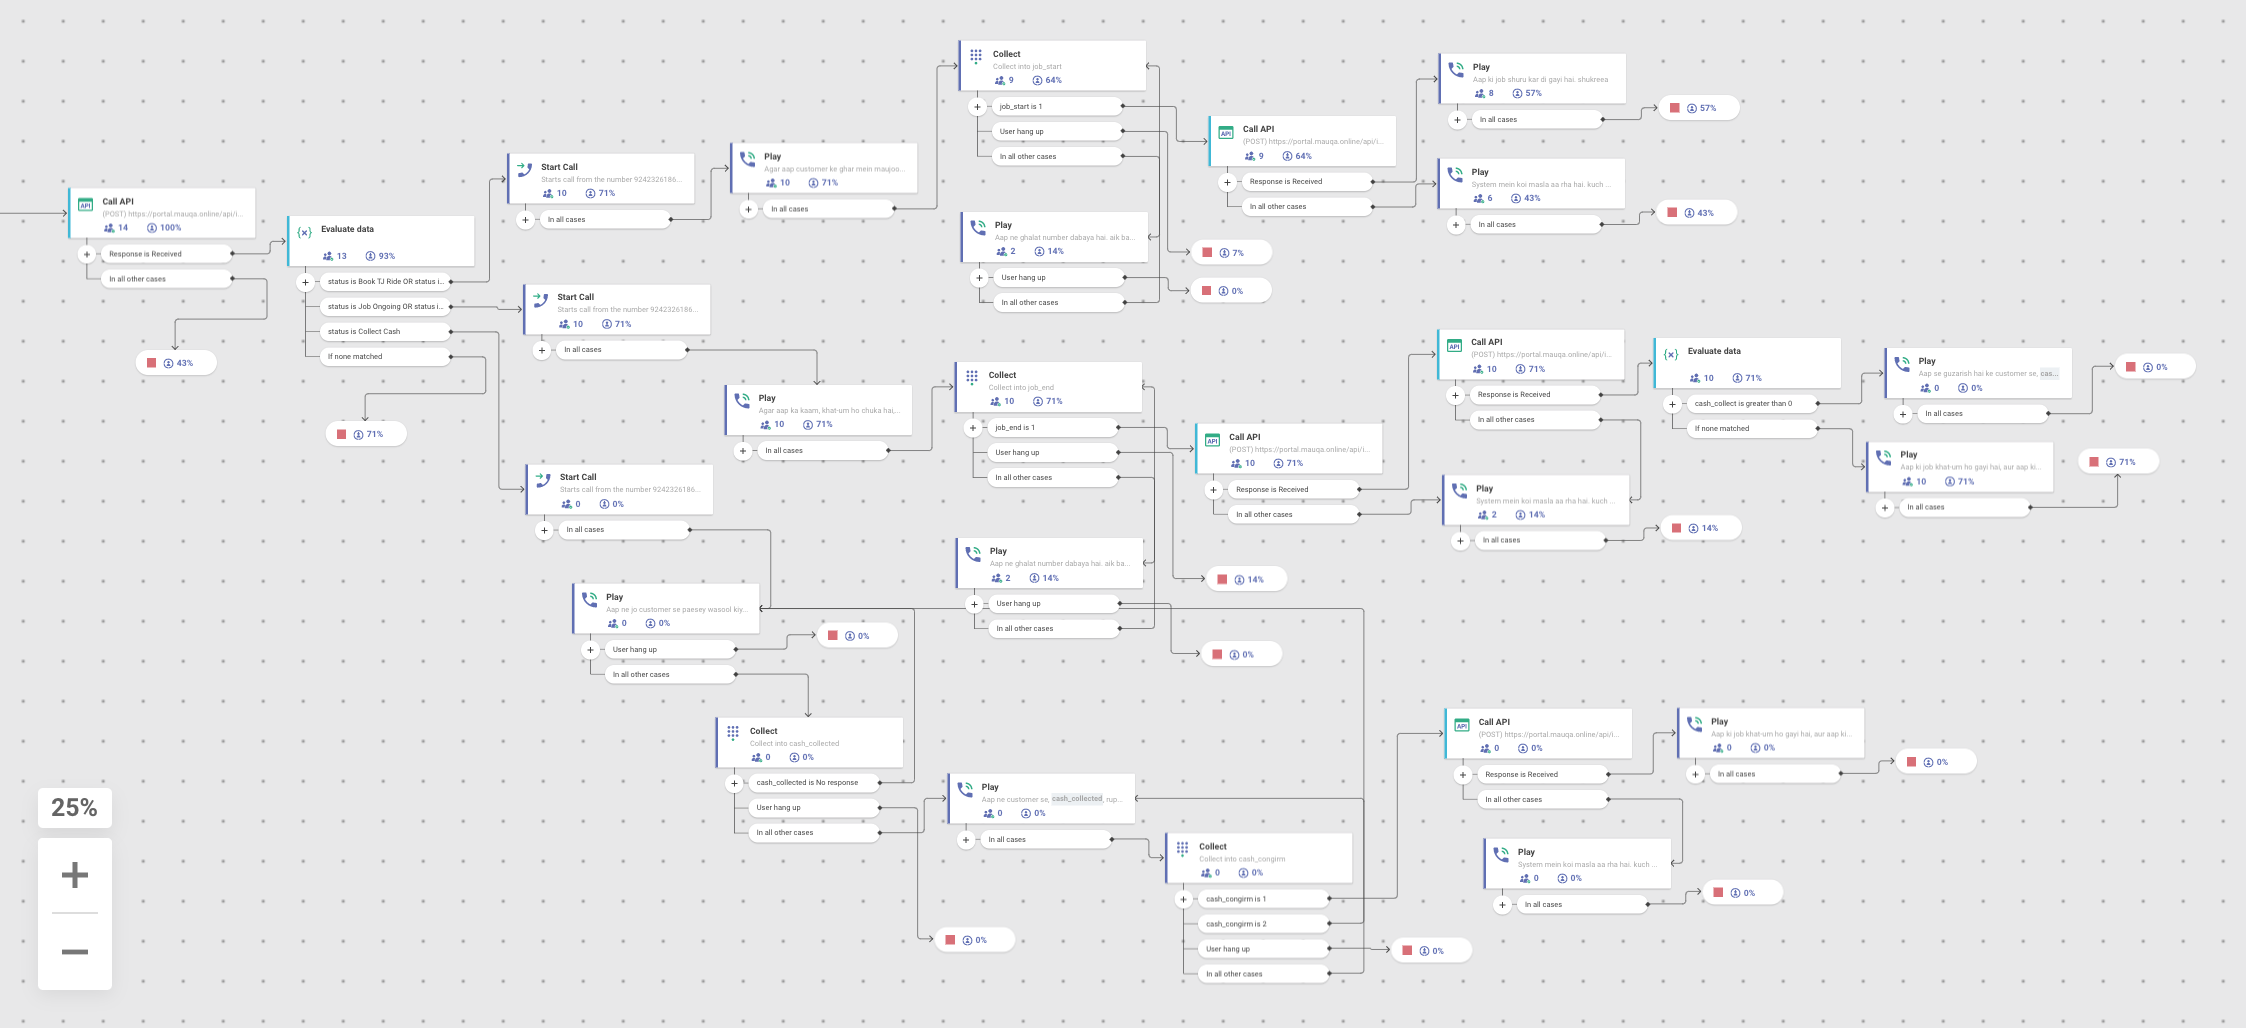 Call API
(POST) https://portal.mauqa.online/api/i...
14 100%
Response is Received
In all other cases
43%
Evaluate data
13 93%
status is Book TJ Ride OR status i...
status is Job Ongoing OR status i...
status is Collect Cash
If none matched
71%
Start Call
Starts call from the number 9242326186...
10 71%
In all cases
Play
Agar aap customer ke ghar mein maujoo...
10 71%
In all cases
Collect
Collect into job_start
9 64%
job_start is 1
User hang up
In all other cases
Play
Aap ne ghalat number dabaya hai. aik ba...
2 14%
User hang up
In all other cases
7%
0%
Call API
(POST) https://portal.mauqa.online/api/i...
9 64%
Response is Received
In all other cases
Play
Aap ki job shuru kar di gayi hai. shukreena
8 57%
In all cases
57%
Play
System mein koi masla aa rha hai. kuch ...
6 43%
In all cases
43%
Start Call
Starts call from the number 9242326186...
10 71%
In all cases
Play
Agar aap ka kaam, khat-um ho chuka hai,...
10 71%
In all cases
Collect
Collect into job_end
10 71%
job_end is 1
User hang up
In all other cases
Call API
(POST) https://portal.mauqa.online/api/i...
10 71%
Response is Received
In all other cases
Call API
(POST) https://portal.mauqa.online/api/i...
10 71%
Response is Received
In all other cases
Evaluate data
10 71%
cash_collect is greater than 0
If none matched
Play
Aap se guzarish hai ke customer se, cas...
0 0%
In all cases
0%
Play
Aap ki job khat-um ho gayi hai, aur aap ki...
10 71%
In all cases
71%
Play
System mein koi masla aa rha hai. kuch ...
2 14%
In all cases
14%
Play
Aap ne ghalat number dabaya hai. aik ba...
2 14%
User hang up
In all other cases
14%
0%
Start Call
Starts call from the number 9242326186...
0 0%
In all cases
Play
Aap ne jo customer se paesey wasool kiy...
0 0%
User hang up
In all other cases
0%
Collect
Collect into cash_collected
0 0%
cash_collected is No response
User hang up
In all other cases
0%
Play
Aap ne customer se, cash_collected, rup...
0 0%
In all cases
Collect
Collect into cash_congirm
0 0%
cash_congirm is 1
cash_congirm is 2
User hang up
In all other cases
0%
Call API
(POST) https://portal.mauqa.online/api/i...
0 0%
Response is Received
In all other cases
Play
Aap ki job khat-um ho gayi hai, aur aap ki...
0 0%
In all cases
0%
Play
System mein koi masla aa rha hai. kuch ...
0 0%
In all cases
0%
25%